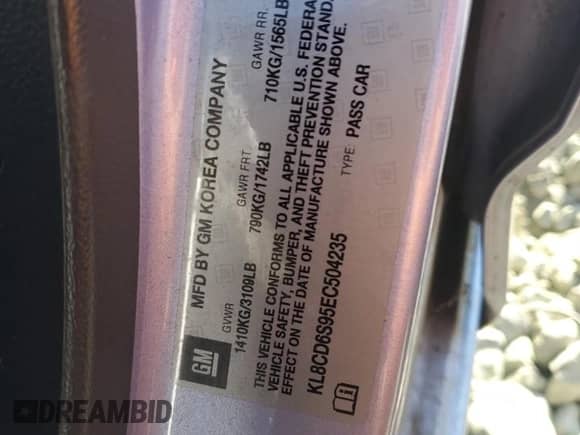 GM
MFD BY GM KOREA COMPANY
GVWR
GAWR FRT
GAWR RR.
1410KG/3109LB
790KG/1742LB
710KG/1565LB
THIS VEHICLE CONFORMS TO ALL APPLICABLE U.S. FEDERAL
VEHICLE SAFETY, BUMPER, AND THEFT PREVENTION STAND
EFFECT ON THE DATE OF MANUFACTURE SHOWN ABOVE.
KL8CD6S95EC504235
TYPE: PASS CAR
DREAMBID